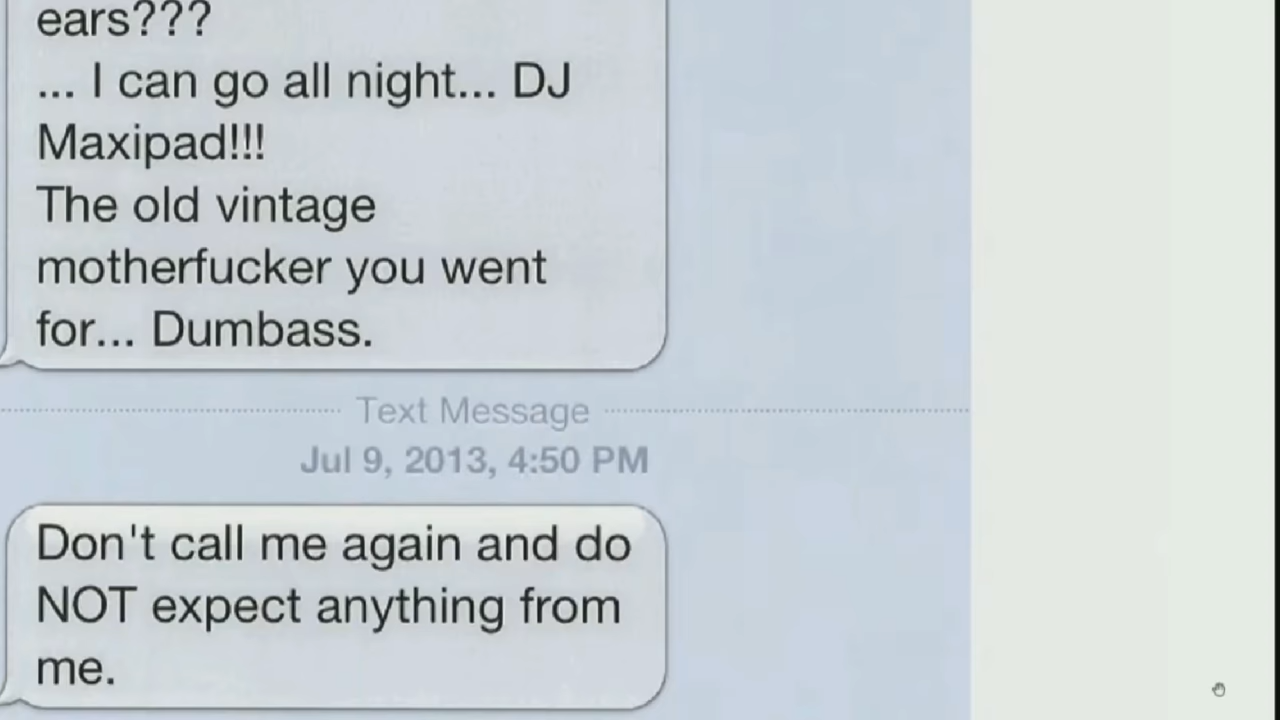 ears???
... I can go all night... DJ
Maxipad!!!
The old vintage
motherfucker you went
for... Dumbass.
Text Message
Jul 9, 2013, 4:50 PM
Don't call me again and do
NOT expect anything from
me.